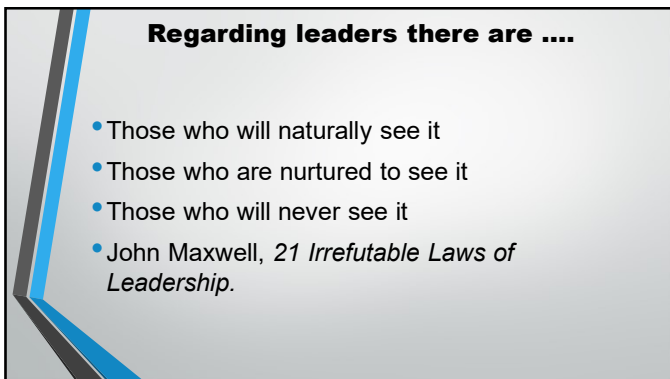 Regarding leaders there are ....
•Those who will naturally see it
•Those who are nurtured to see it
•Those who will never see it
•John Maxwell, 21 Irrefutable Laws of
Leadership.